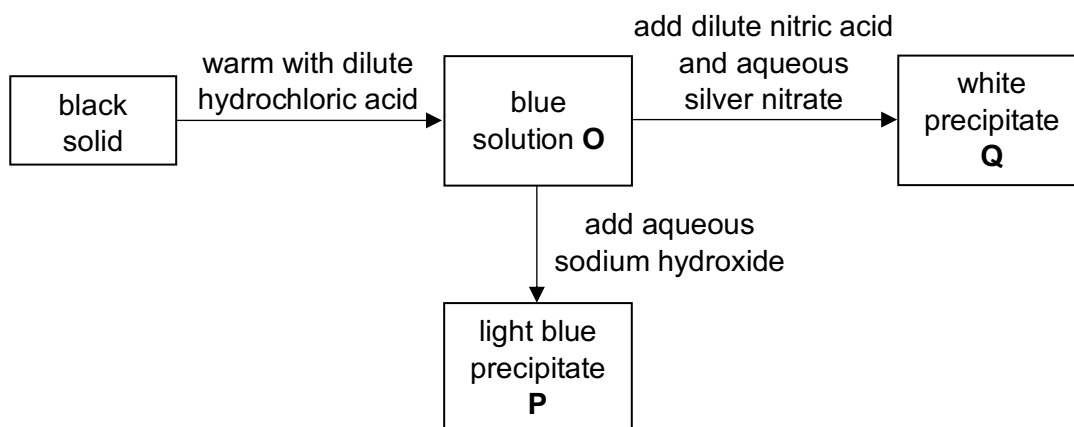 black
solid
warm with dilute
hydrochloric acid
blue
solution O
add dilute nitric acid
and aqueous
silver nitrate
white
precipitate
Q
add aqueous
sodium hydroxide
light blue
precipitate
P